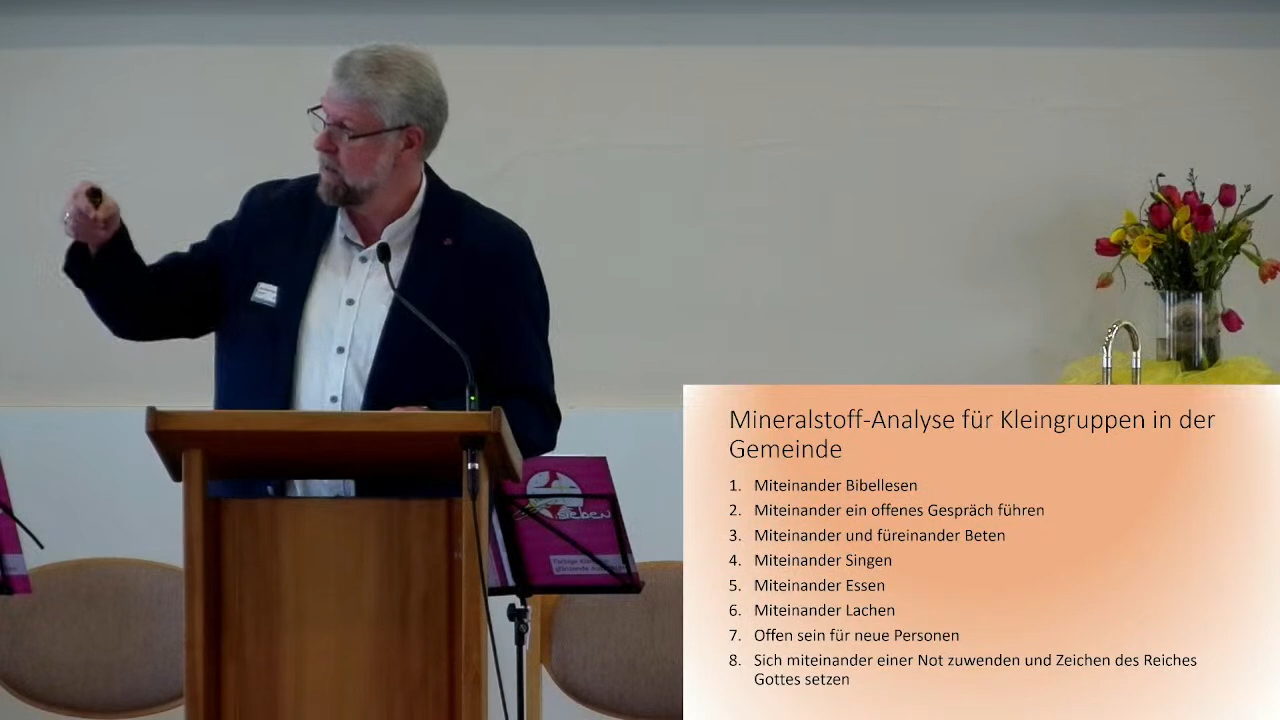 Mineralstoff-Analyse für Kleingruppen in der
Gemeinde
1. Miteinander Bibellesen
2. Miteinander ein offenes Gespräch führen
3. Miteinander und füreinander Beten
4. Miteinander Singen
5. Miteinander Essen
6. Miteinander Lachen
7. Offen sein für neue Personen
8. Sich miteinander einer Not zuwenden und Zeichen des Reiches
Gottes setzen
sieben